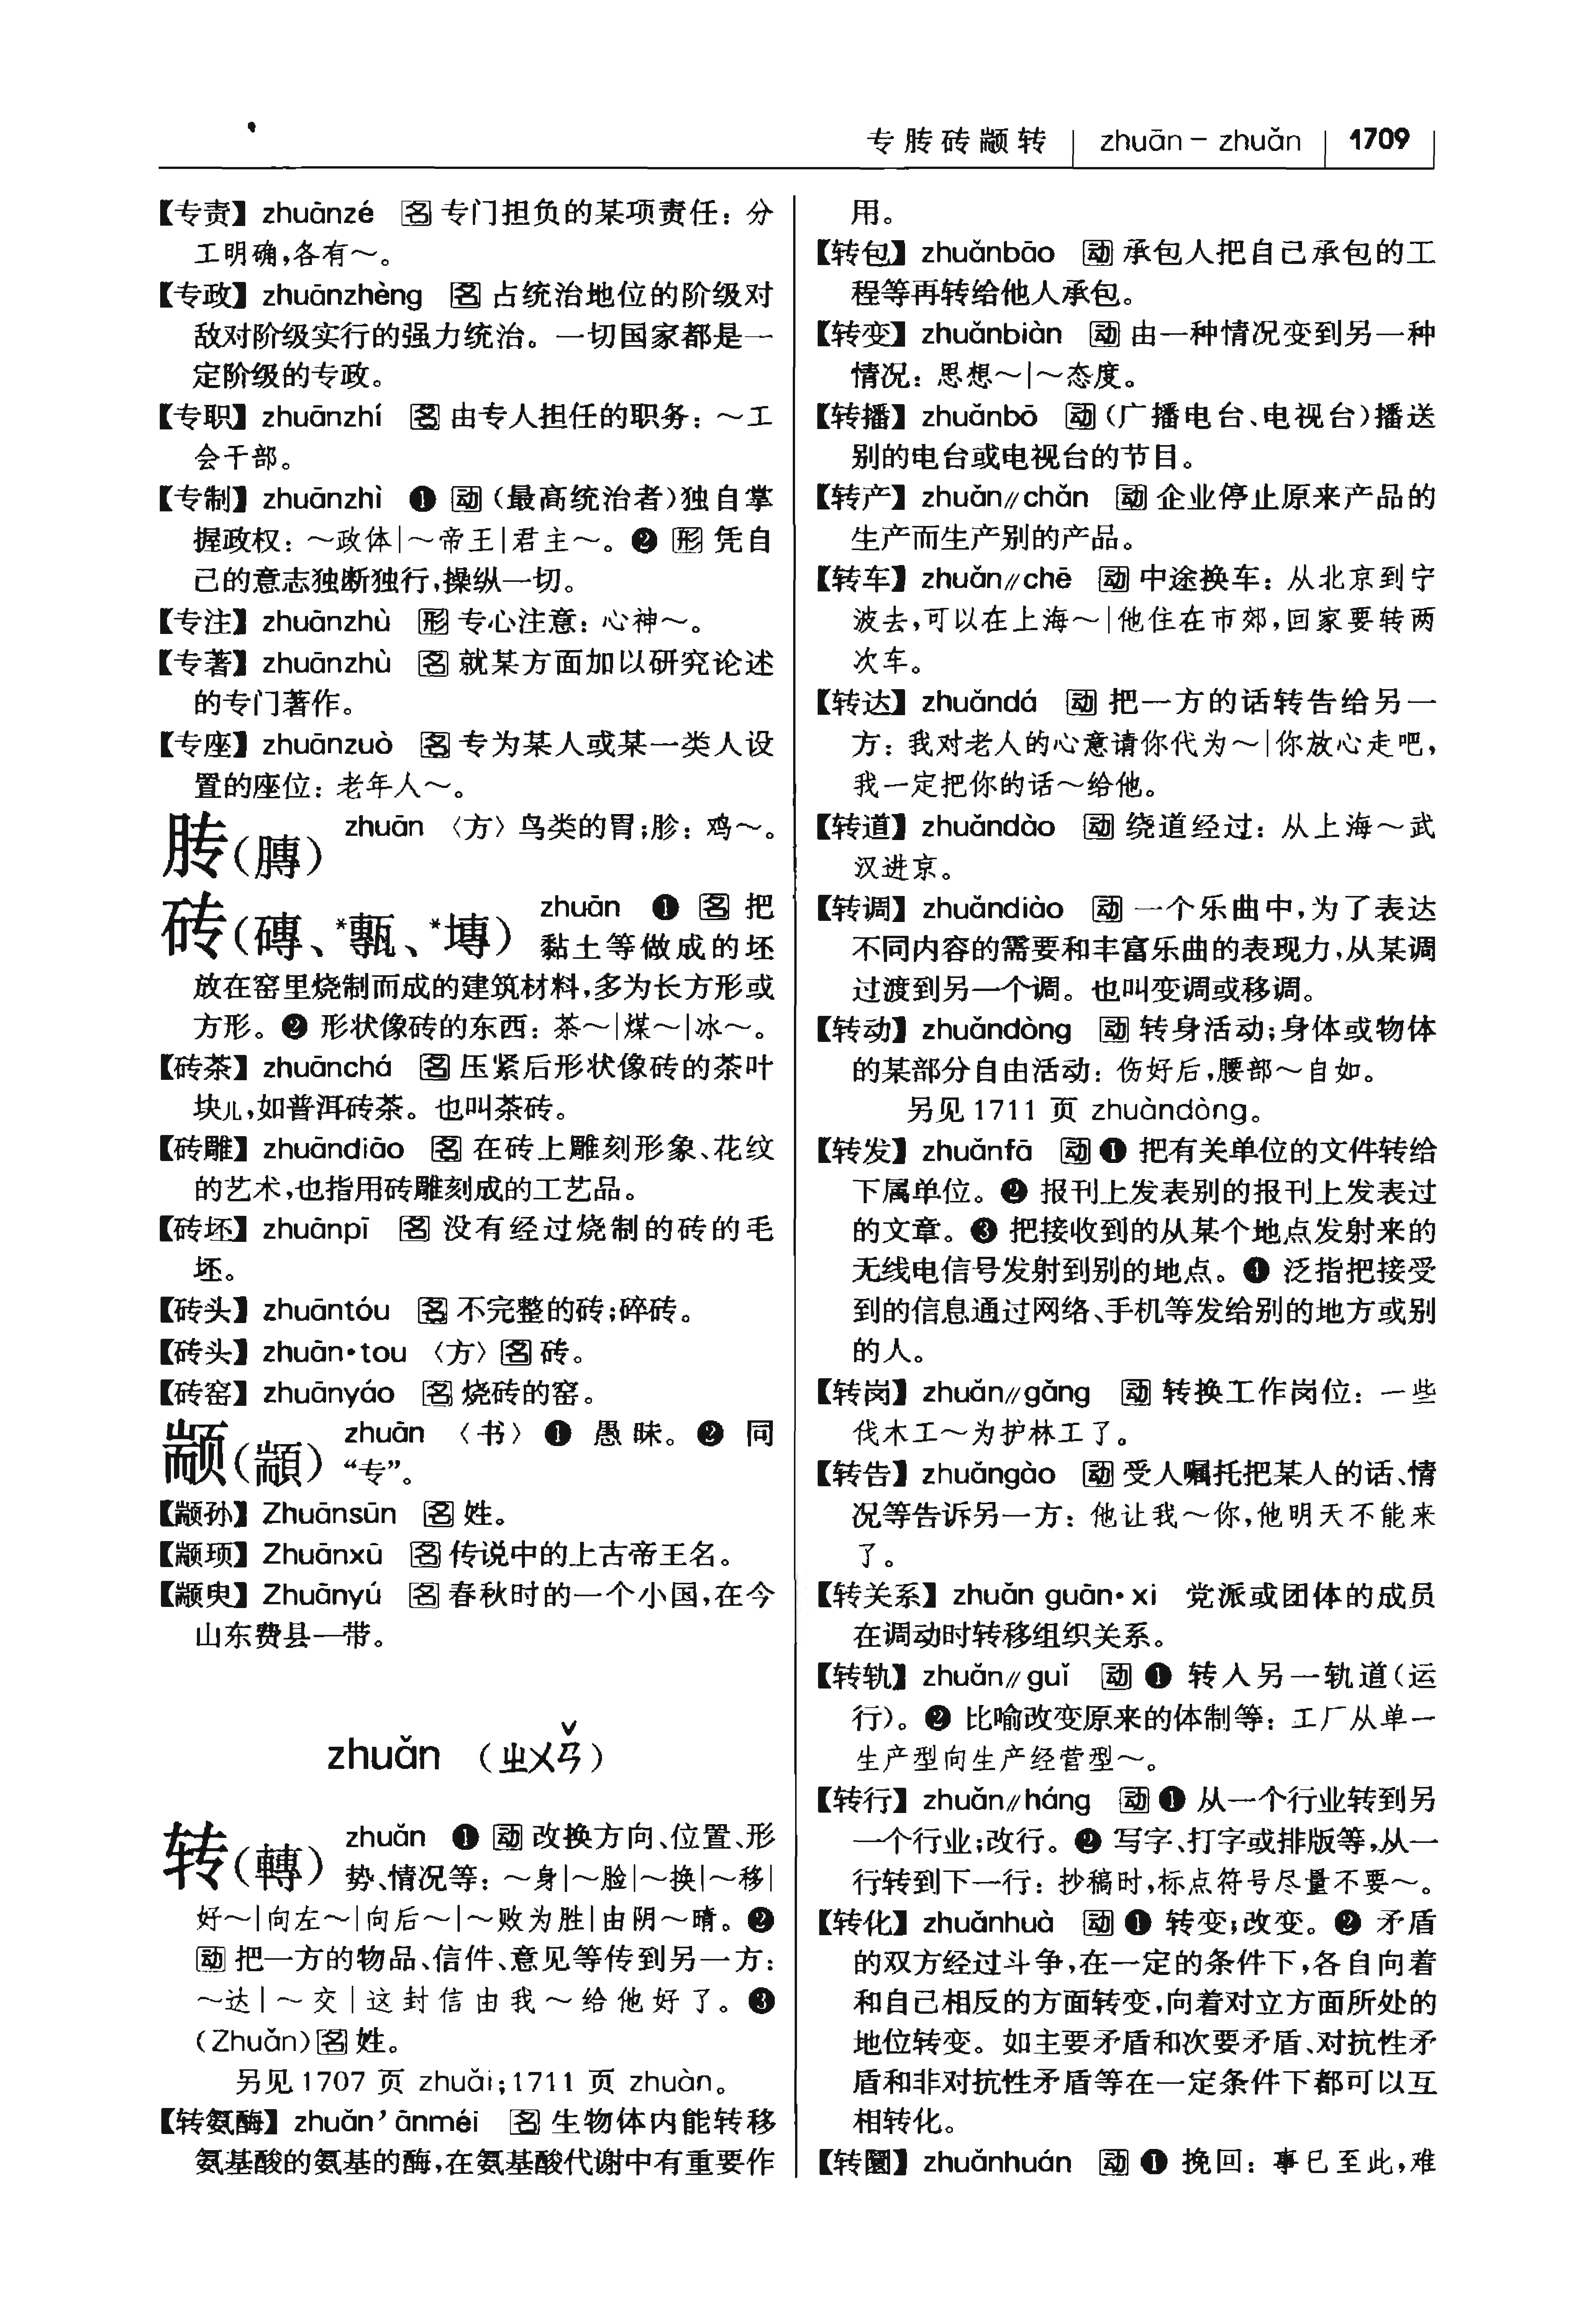 专䏝砖颛转 | zhuān－zhuǎn | 1709
【专责】zhuānzé 名 专门担负的某项责任：分
工明确，各有～。
【专政】zhuānzhèng 名 占统治地位的阶级对
敌对阶级实行的强力统治。一切国家都是一
定阶级的专政。
【专职】zhuānzhí 名 由专人担任的职务：～工
会干部。
【专制】zhuānzhì ❶ 动（最高统治者）独自掌
握政权：～政体|～帝王|君主～。❷ 形 凭自
己的意志独断独行，操纵一切。
【专注】zhuānzhù 形 专心注意：心神～。
【专著】zhuānzhù 名 就某方面加以研究论述
的专门著作。
【专座】zhuānzuò 名 专为某人或某一类人设
置的座位：老年人～。
䏝（膞） zhuān 〈方〉鸟类的胃；胗：鸡～。
砖（磚、*甎、*塼） zhuān ❶ 名 把
黏土等做成的坯
放在窑里烧制而成的建筑材料，多为长方形或
方形。❷ 形状像砖的东西：茶～|煤～|冰～。
【砖茶】zhuānchá 名 压紧后形状像砖的茶叶
块儿，如普洱砖茶。也叫茶砖。
【砖雕】zhuāndiāo 名 在砖上雕刻形象、花纹
的艺术，也指用砖雕刻成的工艺品。
【砖坯】zhuānpī 名 没有经过烧制的砖的毛
坯。
【砖头】zhuāntóu 名 不完整的砖；碎砖。
【砖头】zhuān•tou 〈方〉名 砖。
【砖窑】zhuānyáo 名 烧砖的窑。
颛（顓） zhuān 〈书〉❶ 愚昧。❷ 同
“专”。
【颛孙】Zhuānsūn 名 姓。
【颛顼】Zhuānxū 名 传说中的上古帝王名。
【颛臾】Zhuānyú 名 春秋时的一个小国，在今
山东费县一带。
zhuǎn （ㄓㄨㄢˇ）
转（轉） zhuǎn ❶ 动 改换方向、位置、形
势、情况等：～身|～脸|～换|～移|
好～|向左～|向后～|～败为胜|由阴～晴。❷
动 把一方的物品、信件、意见等传到另一方：
～达|～交|这封信由我～给他好了。❸
（Zhuǎn）名 姓。
另见1707 页 zhuǎi；1711 页 zhuàn。
【转氨酶】zhuǎn’ānméi 名 生物体内能转移
氨基酸的氨基的酶，在氨基酸代谢中有重要作
用。
【转包】zhuǎnbāo 动 承包人把自己承包的工
程等再转给他人承包。
【转变】zhuǎnbiàn 动 由一种情况变到另一种
情况：思想～|～态度。
【转播】zhuǎnbō 动（广播电台、电视台）播送
别的电台或电视台的节目。
【转产】zhuǎn//chǎn 动 企业停止原来产品的
生产而生产别的产品。
【转车】zhuǎn//chē 动 中途换车：从北京到宁
波去，可以在上海～|他住在市郊，回家要转两
次车。
【转达】zhuǎndá 动 把一方的话转告给另一
方：我对老人的心意请你代为～|你放心走吧，
我一定把你的话～给他。
【转道】zhuǎndào 动 绕道经过：从上海～武
汉进京。
【转调】zhuǎndiào 动 一个乐曲中，为了表达
不同内容的需要和丰富乐曲的表现力，从某调
过渡到另一个调。也叫变调或移调。
【转动】zhuǎndòng 动 转身活动；身体或物体
的某部分自由活动：伤好后，腰部～自如。
另见1711 页 zhuàndòng。
【转发】zhuǎnfā 动 ❶ 把有关单位的文件转给
下属单位。❷ 报刊上发表别的报刊上发表过
的文章。❸ 把接收到的从某个地点发射来的
无线电信号发射到别的地点。❹ 泛指把接受
到的信息通过网络、手机等发给别的地方或别
的人。
【转岗】zhuǎn//gǎng 动 转换工作岗位：一些
伐木工～为护林工了。
【转告】zhuǎngào 动 受人嘱托把某人的话、情
况等告诉另一方：他让我～你，他明天不能来
了。
【转关系】zhuǎn guān•xi 党派或团体的成员
在调动时转移组织关系。
【转轨】zhuǎn//guǐ 动 ❶ 转入另一轨道（运
行）。❷ 比喻改变原来的体制等：工厂从单一
生产型向生产经营型～。
【转行】zhuǎn//háng 动 ❶ 从一个行业转到另
一个行业；改行。❷ 写字、打字或排版等，从一
行转到下一行：抄稿时，标点符号尽量不要～。
【转化】zhuǎnhuà 动 ❶ 转变；改变。❷ 矛盾
的双方经过斗争，在一定的条件下，各自向着
和自己相反的方面转变，向着对立方面所处的
地位转变。如主要矛盾和次要矛盾、对抗性矛
盾和非对抗性矛盾等在一定条件下都可以互
相转化。
【转圜】zhuǎnhuán 动 ❶ 挽回：事已至此，难